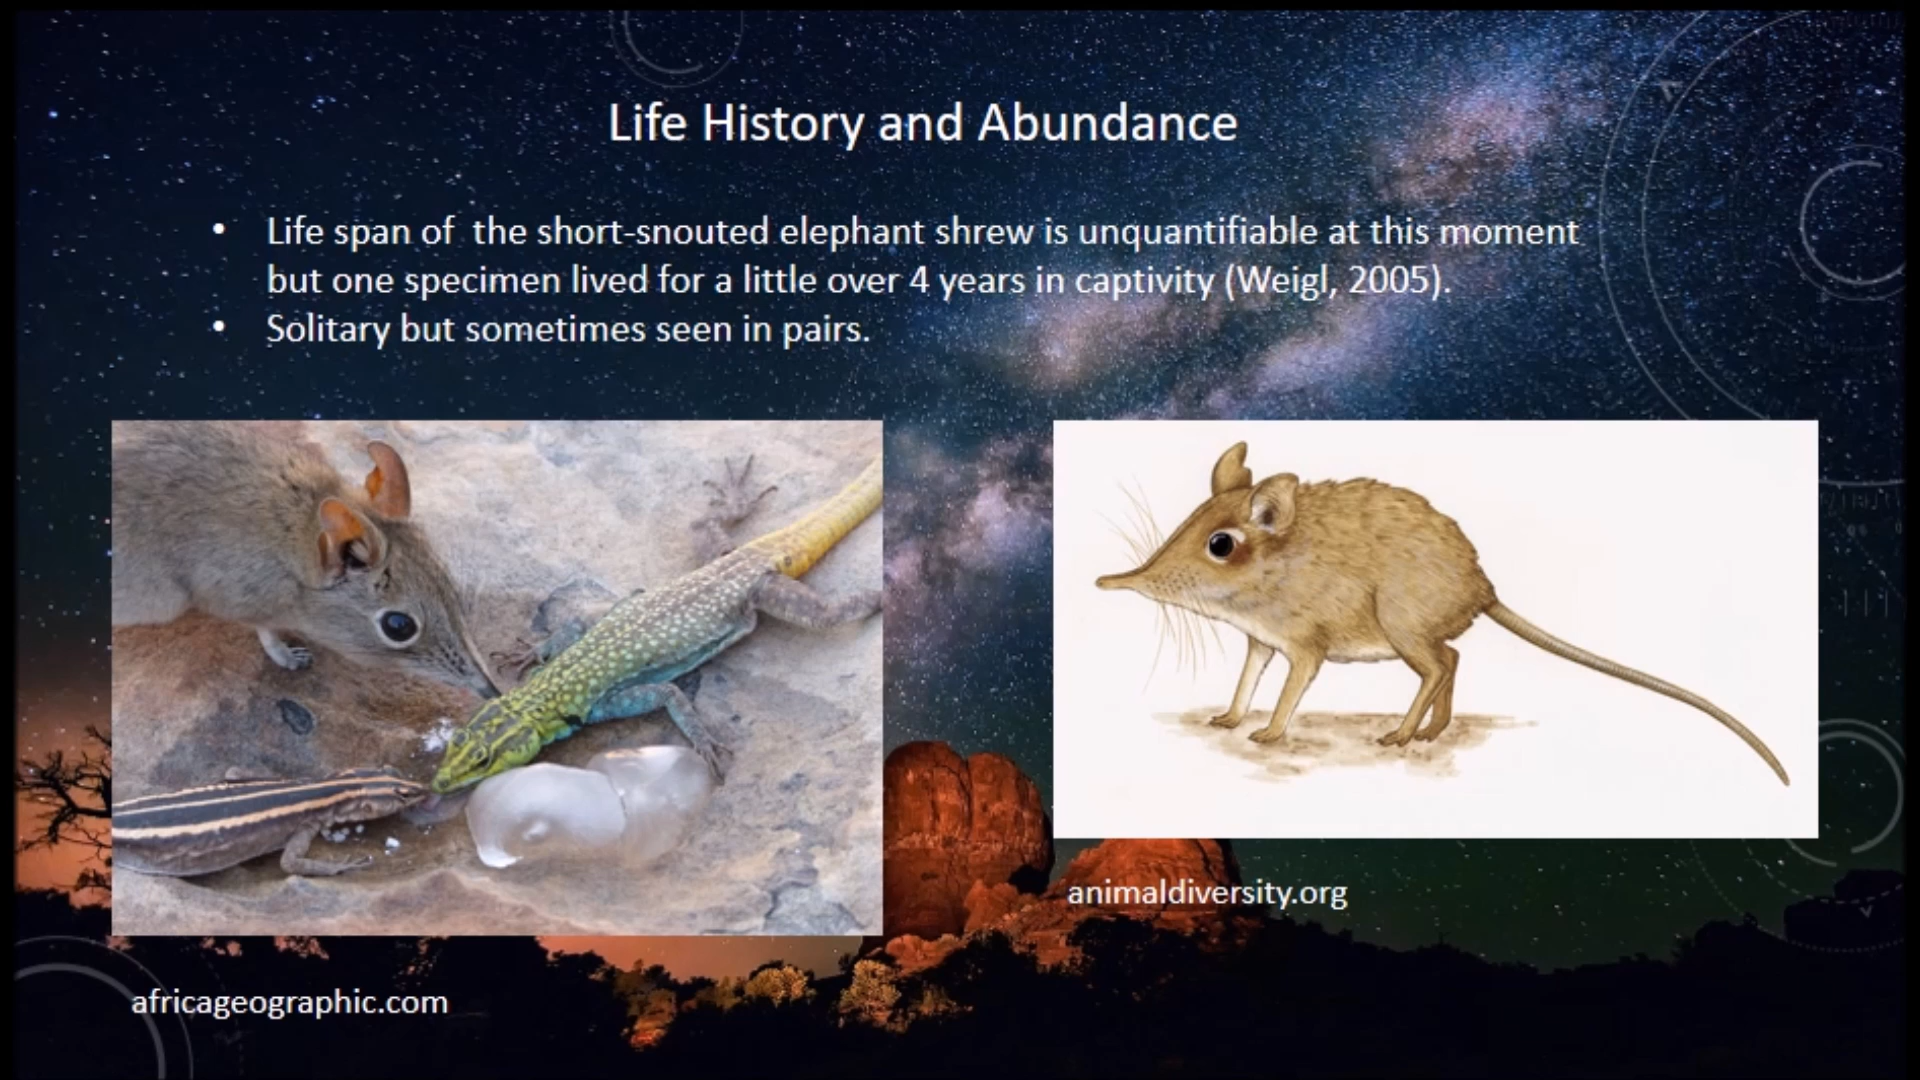 Life History and Abundance
• Life span of the short-snouted elephant shrew is unquantifiable at this moment
but one specimen lived for a little over 4 years in captivity (Weigl, 2005).
• Solitary but sometimes seen in pairs.
animaldiversity.org
africageographic.com